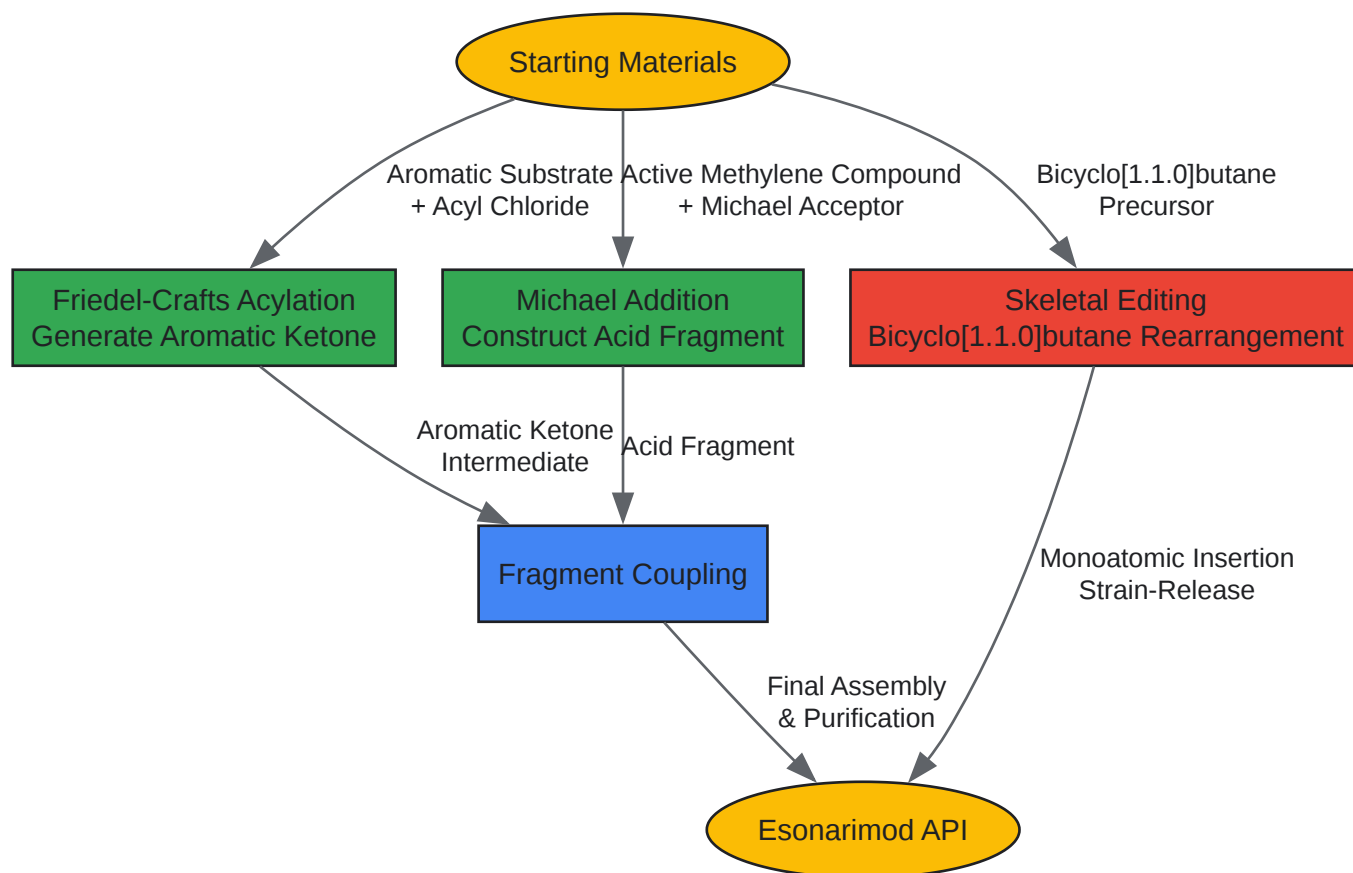 Starting Materials
Aromatic Substrate
+ Acyl Chloride
Active Methylene Compound
+ Michael Acceptor
Bicyclo[1.1.0]butane
Precursor
Friedel-Crafts Acylation
Generate Aromatic Ketone
Michael Addition
Construct Acid Fragment
Skeletal Editing
Bicyclo[1.1.0]butane Rearrangement
Aromatic Ketone
Intermediate
Acid Fragment
Fragment Coupling
Monoatomic Insertion
Strain-Release
Final Assembly
& Purification
Esonarimod API